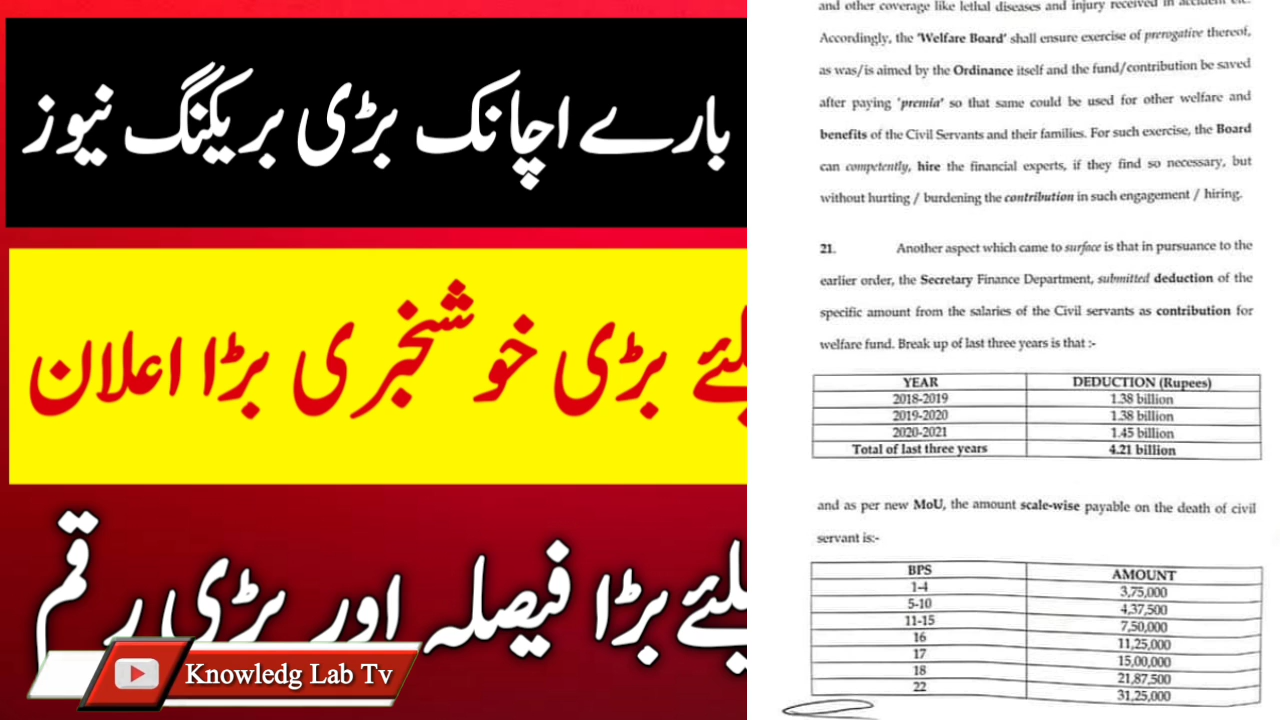 بارے اچانک بڑی بریکنگ نیوز
لئے بڑی خوشخبری بڑا اعلان
لئے بڑا فیصلہ اور بڑی رقم
Knowledg Lab Tv
and other coverage like lethal diseases and injury received in accident etc.
Accordingly, the 'Welfare Board' shall ensure exercise of prerogative thereof,
as was/is aimed by the Ordinance itself and the fund/contribution be saved
after paying 'premia' so that same could be used for other welfare and
benefits of the Civil Servants and their families. For such exercise, the Board
can competently, hire the financial experts, if they find so necessary, but
without hurting / burdening the contribution in such engagement / hiring.
21. Another aspect which came to surface is that in pursuance to the
earlier order, the Secretary Finance Department, submitted deduction of the
specific amount from the salaries of the Civil servants as contribution for
welfare fund. Break up of last three years is that :-
YEAR DEDUCTION (Rupees)
2018-2019 1.38 billion
2019-2020 1.38 billion
2020-2021 1.45 billion
Total of last three years 4.21 billion
and as per new MoU, the amount scale-wise payable on the death of civil
servant is:-
BPS AMOUNT
1-4 3,75,000
5-10 4,37,500
11-15 7,50,000
16 11,25,000
17 15,00,000
18 21,87,500
22 31,25,000